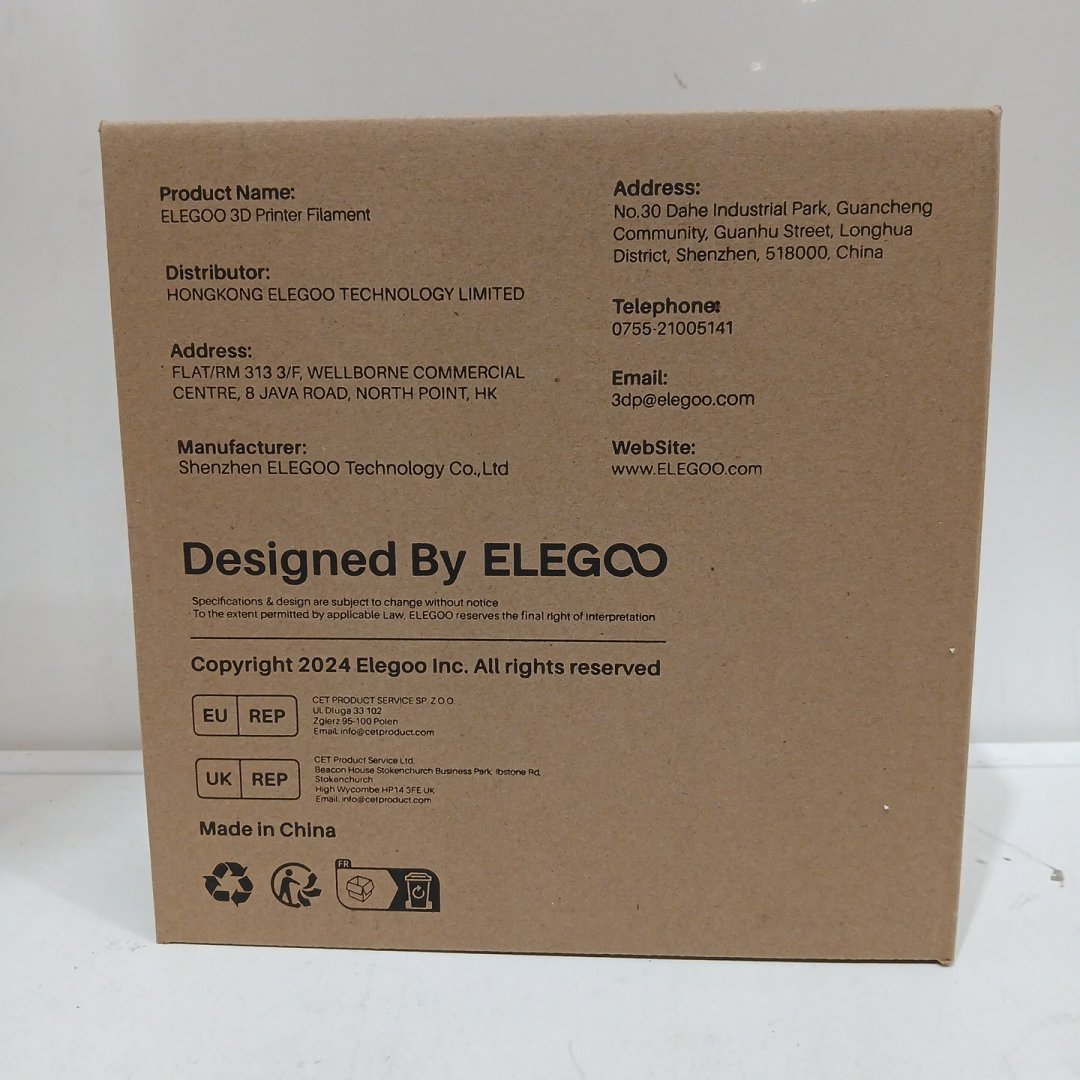 Product Name:
ELEGOO 3D Printer Filament
Distributor:
HONGKONG ELEGOO TECHNOLOGY LIMITED
Address:
FLAT/RM 313 3/F, WELLBORNE COMMERCIAL
CENTRE, 8 JAVA ROAD, NORTH POINT, HK
Manufacturer:
Shenzhen ELEGOO Technology Co.,Ltd
Address:
No.30 Dahe Industrial Park, Guancheng
Community, Guanhu Street, Longhua
District, Shenzhen, 518000, China
Telephone:
0755-21005141
Email:
3dp@elegoo.com
WebSite:
www.ELEGOO.com
Designed By ELEGOO
Specifications & design are subject to change without notice
To the extent permitted by applicable Law, ELEGOO reserves the final right of interpretation
Copyright 2024 Elegoo Inc. All rights reserved
EU REP
CET PRODUCT SERVICE SP. Z O.O.
Ul. Dluga 33 102
Zgierz 95-100 Polen
Email: info@cetproduct.com
UK REP
CET Product Service Ltd.
Beacon House Stokenchurch Business Park, Ibstone Rd,
Stokenchurch
High Wycombe HP14 3FE UK
Email: info@cetproduct.com
Made in China
FR